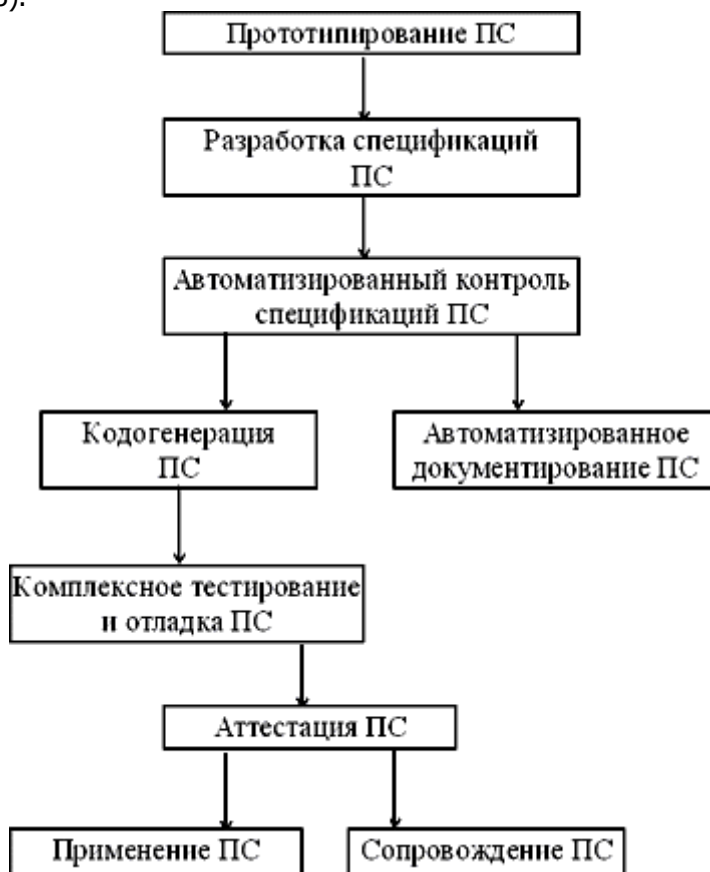 з).
Прототипирование ПС
Разработка спецификаций
ПС
Автоматизированный контроль
спецификаций ПС
Кодогенерация
ПС
Автоматизированное
документирование ПС
Комплексное тестирование
и отладка ПС
Аттестация ПС
Применение ПС
Сопровождение ПС